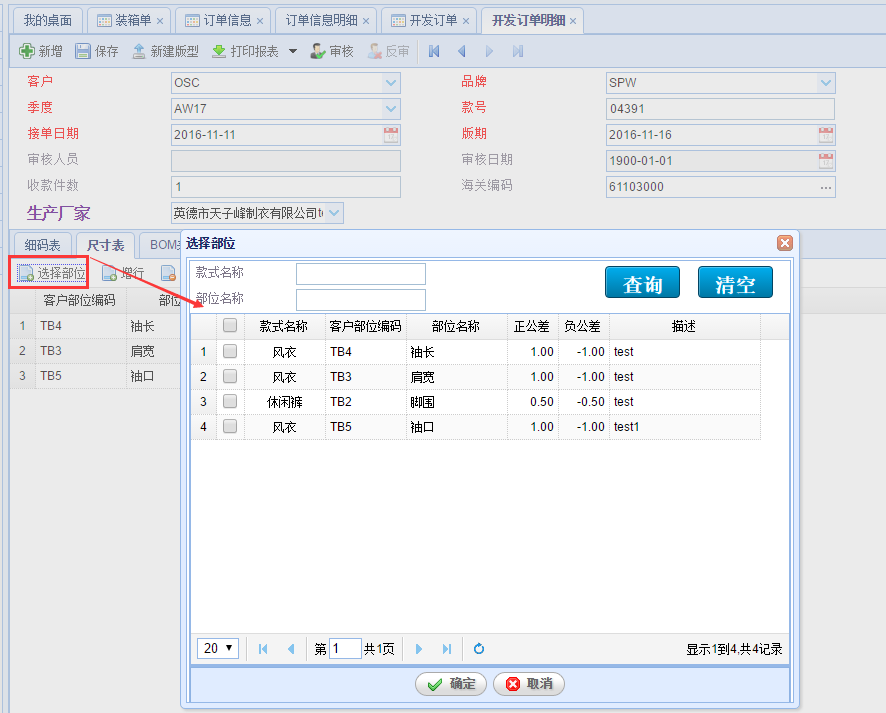 我的桌面 装箱单 订单信息 订单信息明细 开发订单 开发订单明细
新增 保存 新建版型 打印报表 审核 反审
客户 OSC 品牌 SPW
季度 AW17 款号 04391
接单日期 2016-11-11 版期 2016-11-16
审核人员 审核日期 1900-01-01
收款件数 1 海关编码 61103000 ...
生产厂家 英德市天子峰制衣有限公司t
细码表 尺寸表 BOM
选择部位 增行
客户部位编码 部位
1 TB4 袖长
2 TB3 肩宽
3 TB5 袖口
选择部位
款式名称
部位名称
查询 清空
款式名称 客户部位编码 部位名称 正公差 负公差 描述
1 风衣 TB4 袖长 1.00 -1.00 test
2 风衣 TB3 肩宽 1.00 -1.00 test
3 休闲裤 TB2 脚围 0.50 -0.50 test
4 风衣 TB5 袖口 1.00 -1.00 test1
20 第 1 共1页 显示1到4,共4记录
确定 取消